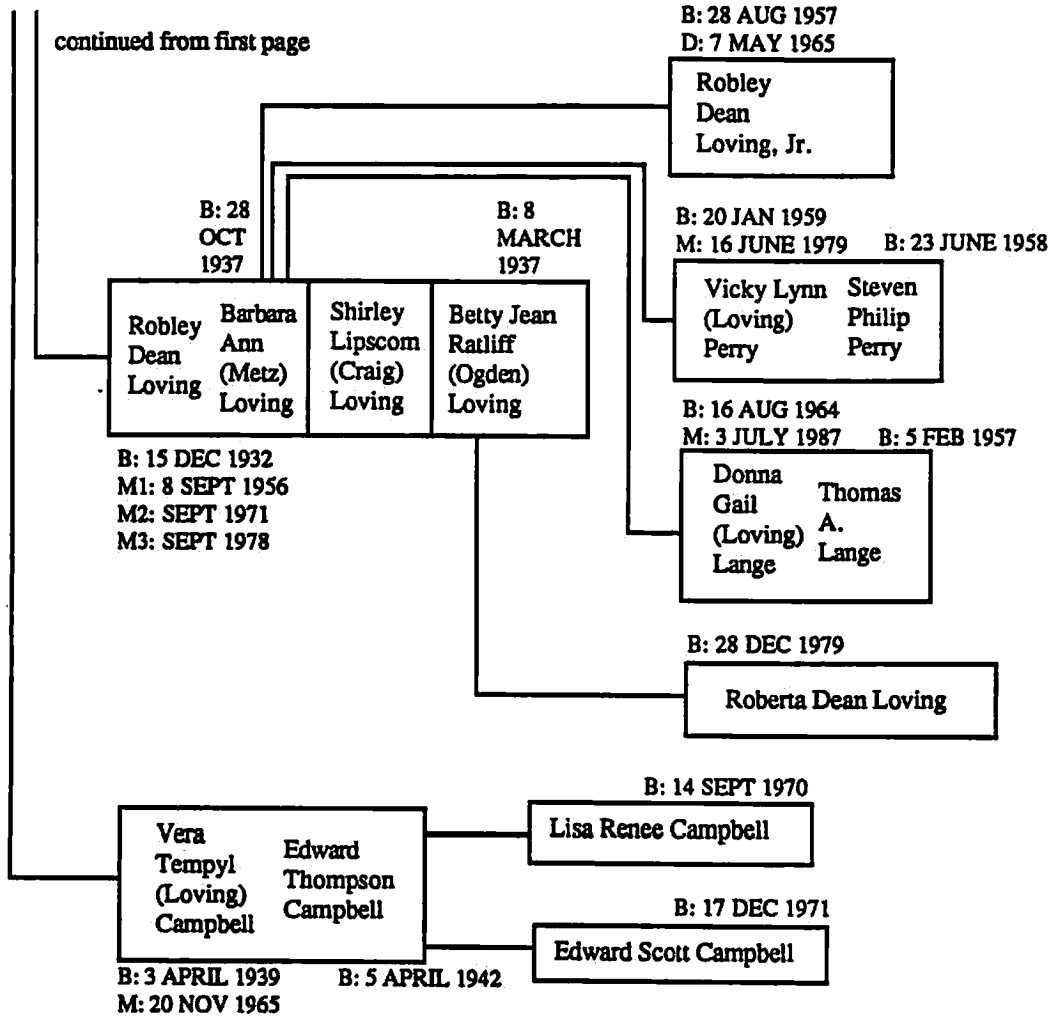 continued from first page
B: 28 AUG 1957
D: 7 MAY 1965
Robley
Dean
Loving, Jr.
B: 20 JAN 1959
M: 16 JUNE 1979
B: 23 JUNE 1958
Vicky Lynn
(Loving)
Perry
Steven
Philip
Perry
B: 28
OCT
1937
B: 8
MARCH
1937
Robley
Dean
Loving
Barbara
Ann
(Metz)
Loving
Shirley
Lipscom
(Craig)
Loving
Betty Jean
Ratliff
(Ogden)
Loving
B: 15 DEC 1932
M1: 8 SEPT 1956
M2: SEPT 1971
M3: SEPT 1978
B: 16 AUG 1964
M: 3 JULY 1987
B: 5 FEB 1957
Donna
Gail
(Loving)
Lange
Thomas
A.
Lange
B: 28 DEC 1979
Roberta Dean Loving
Vera
Tempyl
(Loving)
Campbell
Edward
Thompson
Campbell
B: 3 APRIL 1939
M: 20 NOV 1965
B: 5 APRIL 1942
B: 14 SEPT 1970
Lisa Renee Campbell
B: 17 DEC 1971
Edward Scott Campbell